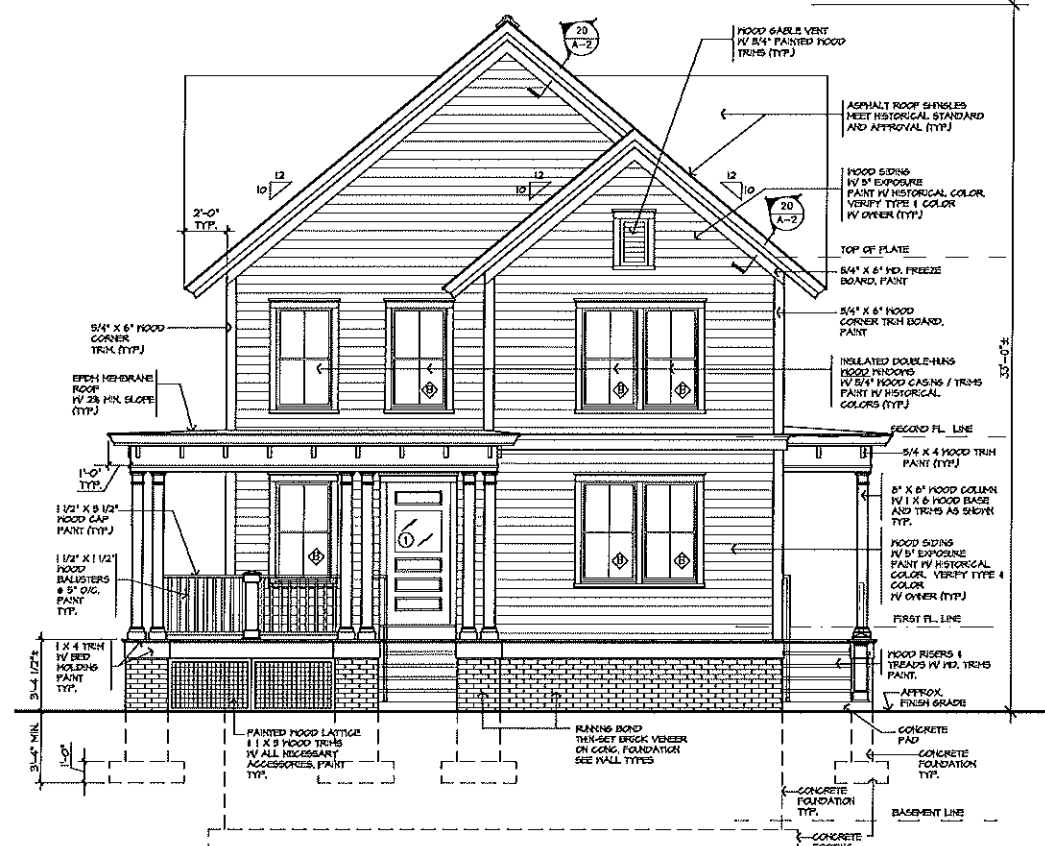 20
A-2
WOOD GABLE VENT
W/ 5/4" PAINTED WOOD
TRIMS (TYP.)
ASPHALT ROOF SHINGLES
MEET HISTORICAL STANDARD
AND APPROVAL (TYP.)
12
10
12
10
12
10
WOOD SIDING
W/ 5" EXPOSURE
PAINT W/ HISTORICAL COLOR.
VERIFY TYPE & COLOR
W/ OWNER (TYP.)
20
A-2
2'-0"
TYP.
TOP OF PLATE
5/4" X 8" WD. FREEZE
BOARD, PAINT
5/4" X 6" WOOD
CORNER
TRIM. (TYP.)
5/4" X 6" WOOD
CORNER TRIM BOARD,
PAINT
33'-0"±
INSULATED DOUBLE-HUNG
WOOD WINDOWS
W/ 5/4" WOOD CASING / TRIMS
PAINT W/ HISTORICAL
COLORS (TYP.)
EPDM MEMBRANE
ROOF
W/ 2% MIN. SLOPE
(TYP.)
B
B
B
SECOND FL. LINE
5/4 X 4 WOOD TRIM
PAINT (TYP.)
1'-0"
TYP.
8" X 8" WOOD COLUMN
W/ 1 X 6 WOOD BASE
AND TRIMS AS SHOWN
TYP.
1 1/2" X 5 1/2"
WOOD CAP
PAINT (TYP.)
1
B
B
B
WOOD SIDING
W/ 5" EXPOSURE
PAINT W/ HISTORICAL
COLOR. VERIFY TYPE &
COLOR
W/ OWNER (TYP.)
1 1/2" X 1 1/2"
WOOD
BALUSTERS
@ 5" O/C,
PAINT
TYP.
FIRST FL. LINE
1 X 4 TRIM
W/ BED
MOLDING
PAINT
TYP.
3'-4 1/2"±
WOOD RISERS &
TREADS W/ WD. TRIMS
PAINT.
APPROX.
FINISH GRADE
3'-4" MIN.
1'-0"
PAINTED WOOD LATTICE
& 1 X 3 WOOD TRIMS
W/ ALL NECESSARY
ACCESSORIES, PAINT
TYP.
RUNNING BOND
THIN-SET BRICK VENEER
ON CONC. FOUNDATION
SEE WALL TYPES
CONCRETE
PAD
CONCRETE
FOUNDATION
TYP.
CONCRETE
FOUNDATION
TYP.
BASEMENT LINE
CONCRETE